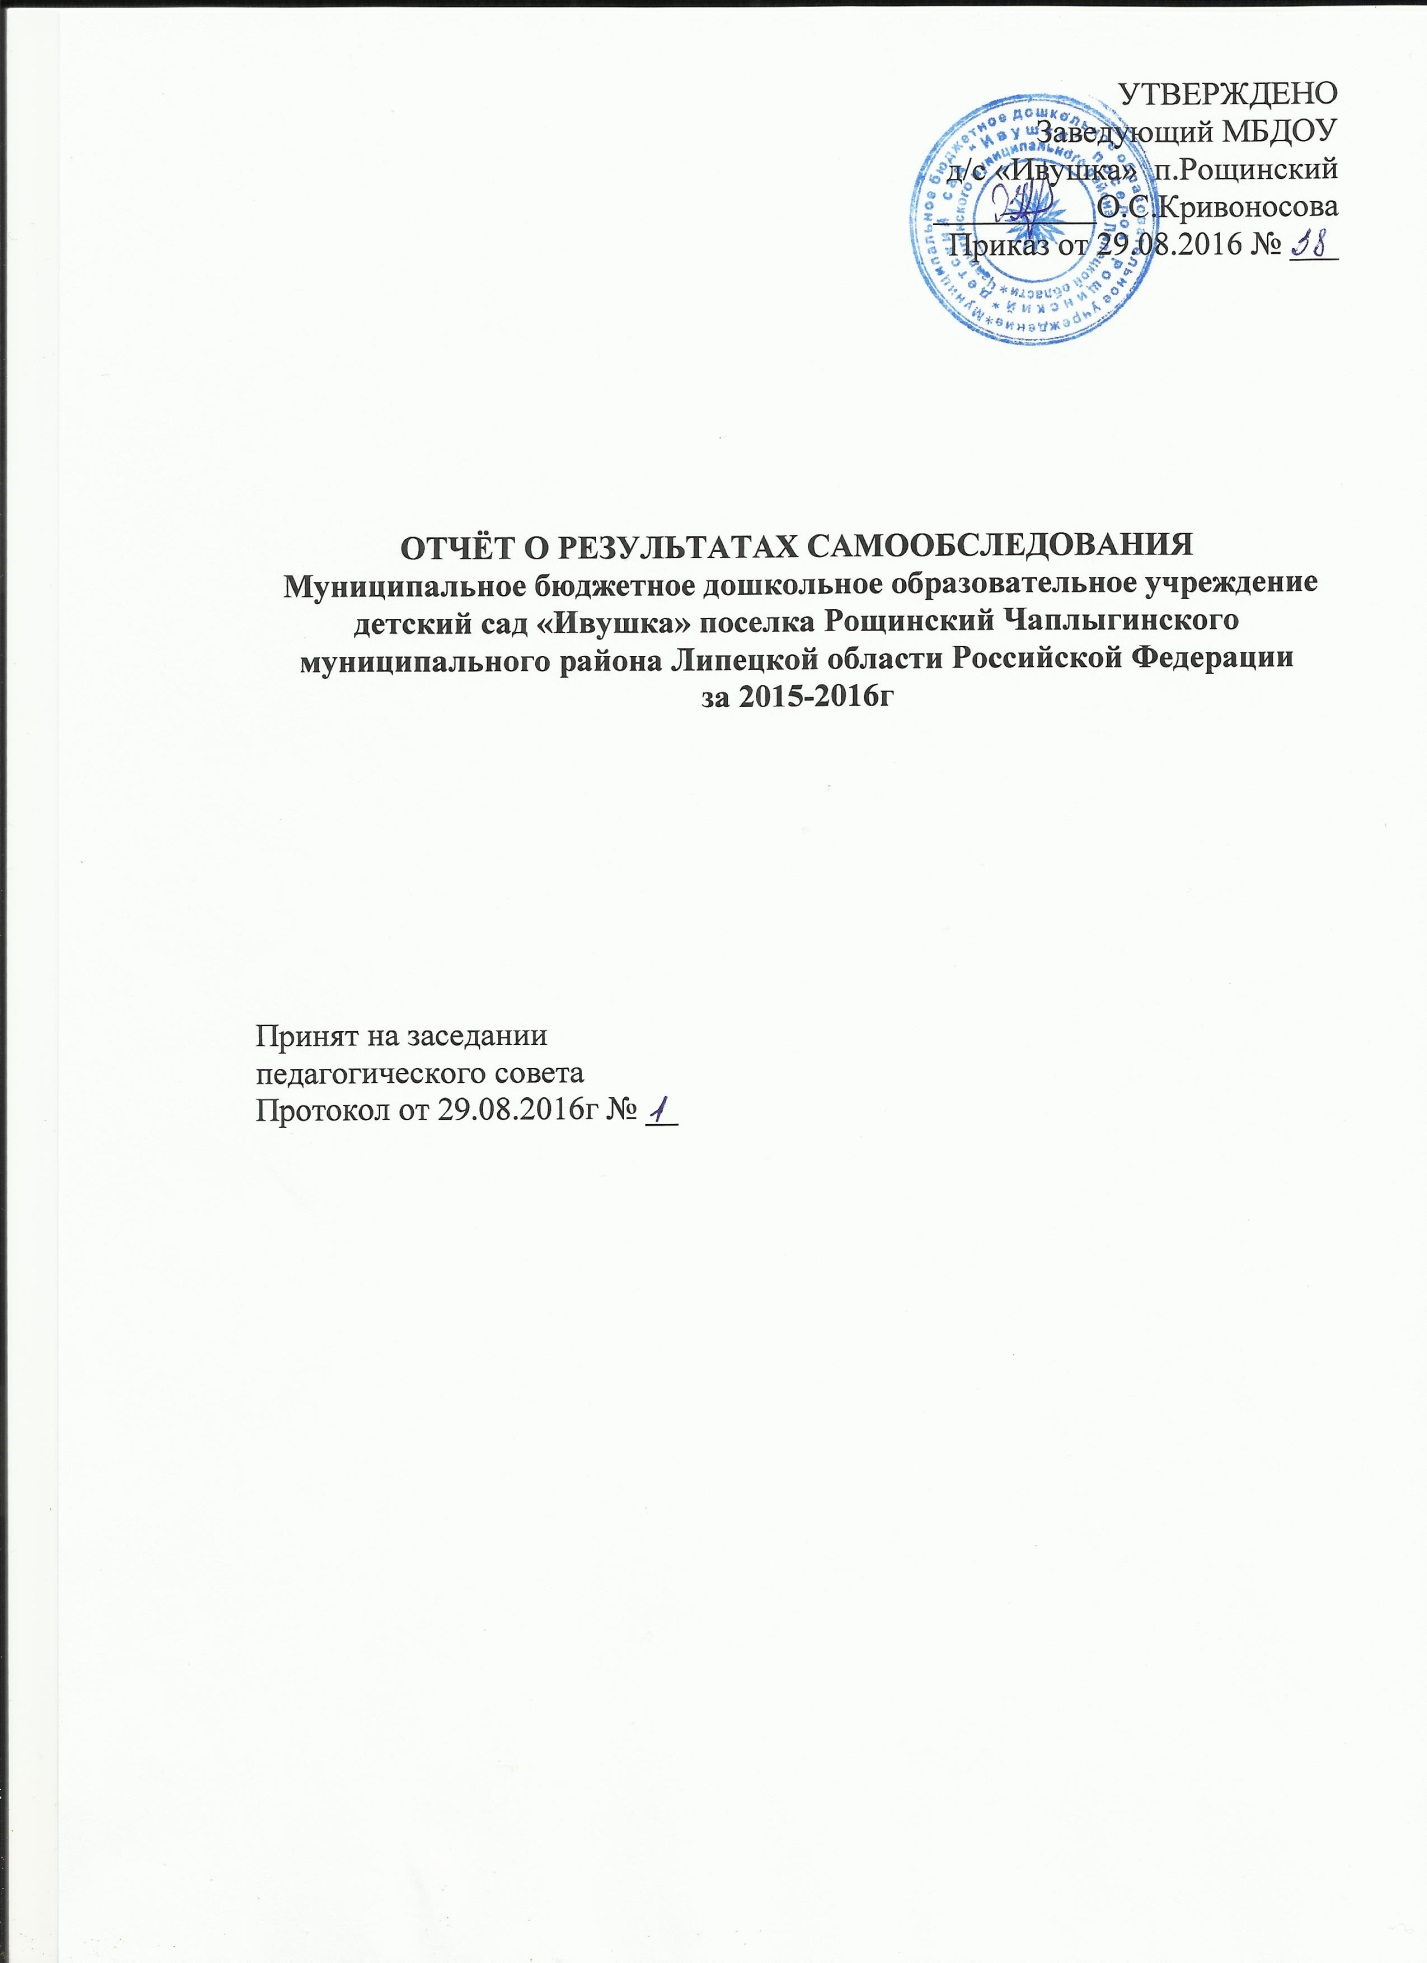 УТВЕРЖДЕНО
Заведующий МБДОУ
д/с «Ивушка» п.Рощинский
__________О.С.Кривоносова
Приказ от 29.08.2016 № 38
ОТЧЁТ О РЕЗУЛЬТАТАХ САМООБСЛЕДОВАНИЯ
Муниципальное бюджетное дошкольное образовательное учреждение
детский сад «Ивушка» поселка Рощинский Чаплыгинского
муниципального района Липецкой области Российской Федерации
за 2015-2016г
Принят на заседании
педагогического совета
Протокол от 29.08.2016г № 1